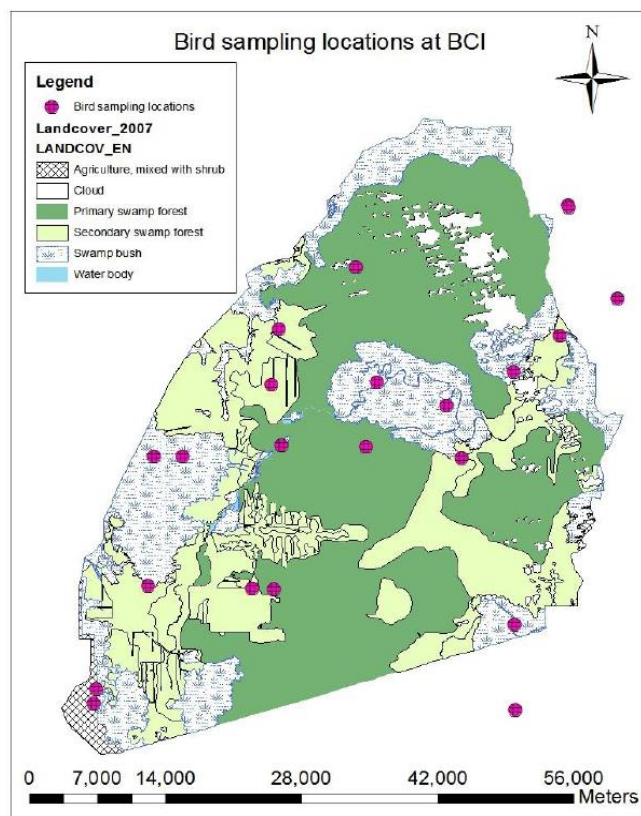 Bird sampling locations at BCI
N
Legend
Bird sampling locations
Landcover_2007
LANDCOV_EN
Agriculture, mixed with shrub
Cloud
Primary swamp forest
Secondary swamp forest
Swamp bush
Water body
0 7,000 14,000 28,000 42,000 56,000
Meters